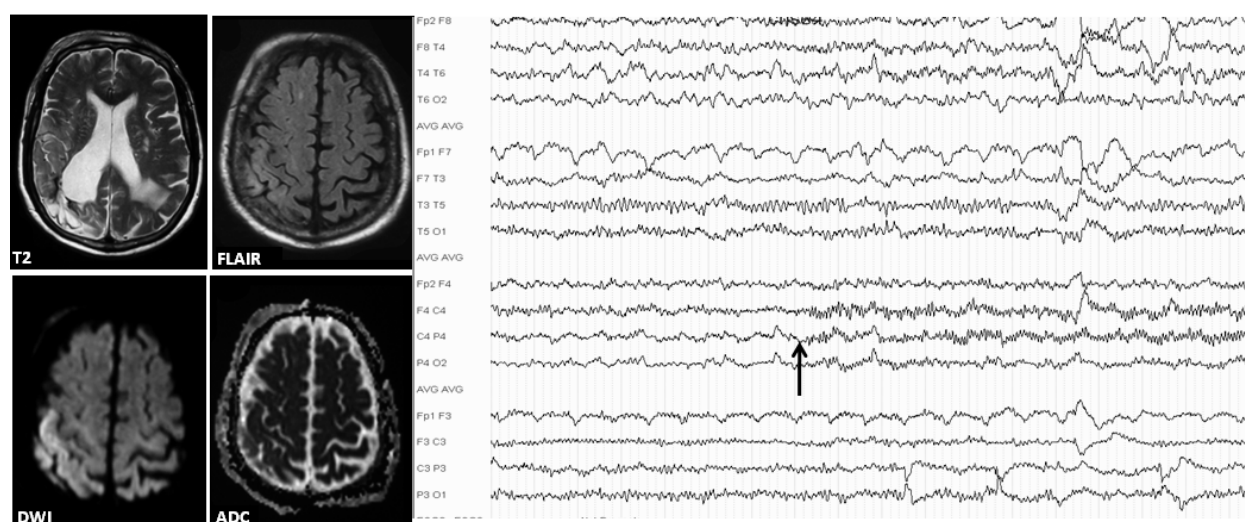 T2
FLAIR
DWI
ADC
Fp2 F8
F8 T4
T4 T6
T6 O2
AVG AVG
Fp1 F7
F7 T3
T3 T5
T5 O1
AVG AVG
Fp2 F4
F4 C4
C4 P4
P4 O2
AVG AVG
Fp1 F3
F3 C3
C3 P3
P3 O1